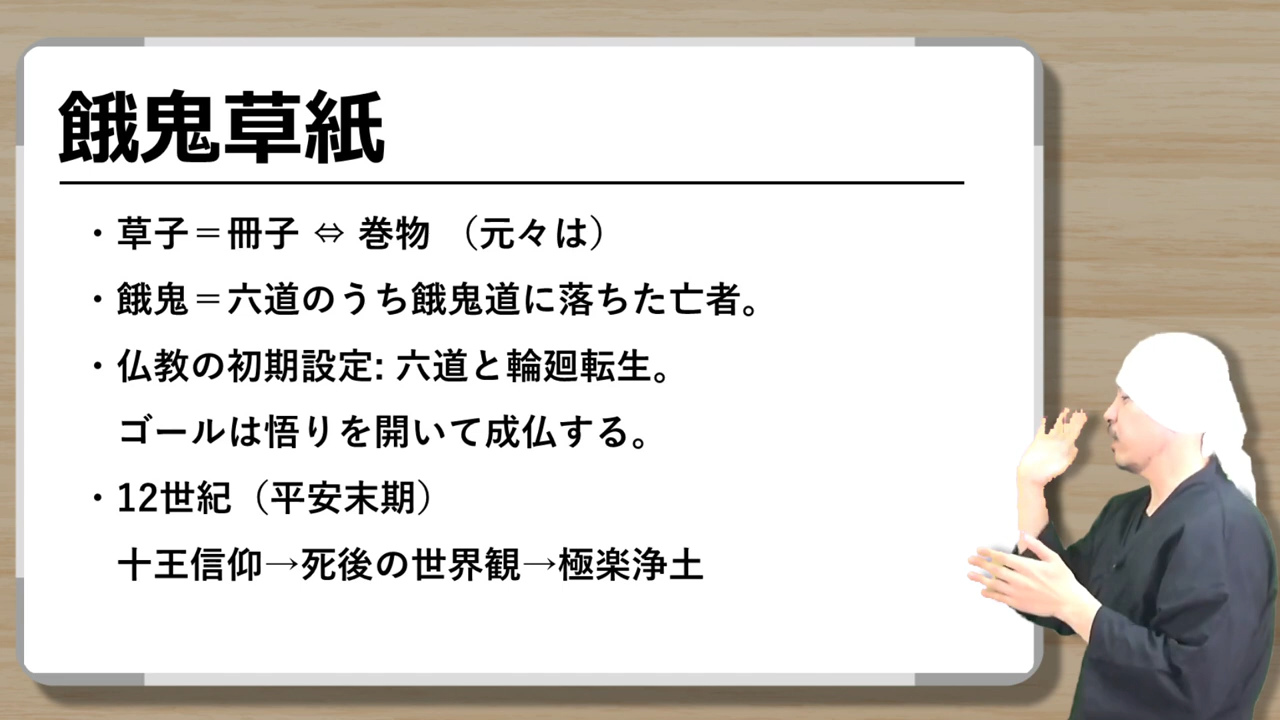 餓鬼草紙
・草子＝冊子 ⇔ 巻物 （元々は）
・餓鬼＝六道のうち餓鬼道に落ちた亡者。
・仏教の初期設定: 六道と輪廻転生。
ゴールは悟りを開いて成仏する。
・12世紀（平安末期）
十王信仰→死後の世界観→極楽浄土